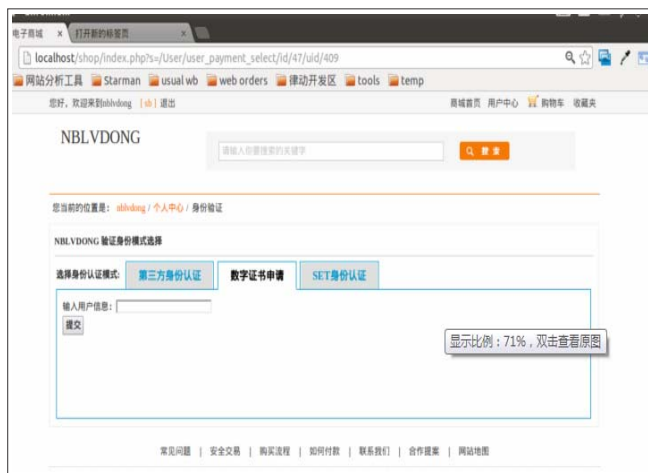 电子商城 × 打开新的标签页 ×
localhost/shop/index.php?s=/User/user_payment_select/id/47/uid/409
网站分析工具 Starman usual wb web orders 律动开发区 tools temp
您好，欢迎来到nblvdong [ sb ] 退出 商城首页 用户中心 购物车 收藏夹
NBLVDONG
请输入您要搜索的关键字 搜 索
您当前的位置是： nblvdong / 个人中心 / 身份验证
NBLVDONG 验证身份模式选择
选择身份认证模式: 第三方身份认证 数字证书申请 SET身份认证
输入用户信息：
提交
显示比例：71%，双击查看原图
常见问题 | 安全交易 | 购买流程 | 如何付款 | 联系我们 | 合作提案 | 网站地图